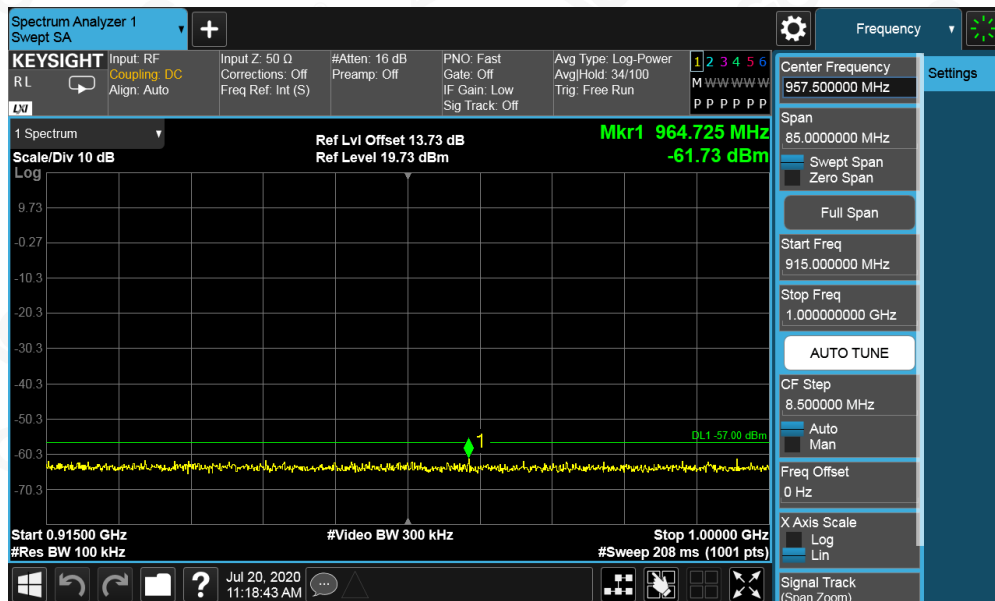 Spectrum Analyzer 1
Swept SA
+
Frequency
KEYSIGHT
RL
LXI
Input: RF
Coupling: DC
Align: Auto
Input Z: 50 Ω
Corrections: Off
Freq Ref: Int (S)
#Atten: 16 dB
Preamp: Off
PNO: Fast
Gate: Off
IF Gain: Low
Sig Track: Off
Avg Type: Log-Power
Avg|Hold: 34/100
Trig: Free Run
1 2 3 4 5 6
M W W W W W
P P P P P P
1 Spectrum
Scale/Div 10 dB
Log
Ref Lvl Offset 13.73 dB
Ref Level 19.73 dBm
Mkr1 964.725 MHz
-61.73 dBm
9.73
-0.27
-10.3
-20.3
-30.3
-40.3
-50.3
-60.3
-70.3
DL1 -57.00 dBm
1
Start 0.91500 GHz
#Res BW 100 kHz
#Video BW 300 kHz
Stop 1.00000 GHz
#Sweep 208 ms (1001 pts)
Center Frequency
957.500000 MHz
Span
85.0000000 MHz
Swept Span
Zero Span
Full Span
Start Freq
915.000000 MHz
Stop Freq
1.000000000 GHz
AUTO TUNE
CF Step
8.500000 MHz
Auto
Man
Freq Offset
0 Hz
X Axis Scale
Log
Lin
Signal Track
(Span Zoom)
Settings
?
Jul 20, 2020
11:18:43 AM